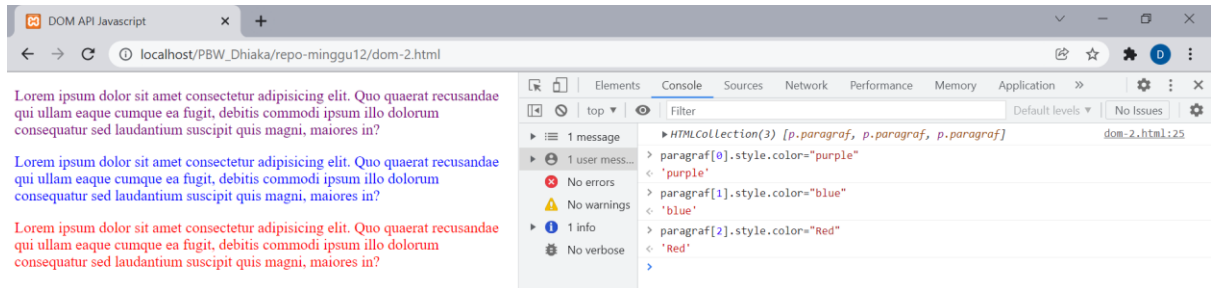 DOM API Javascript
localhost/PBW_Dhiaka/repo-minggu12/dom-2.html
D
Lorem ipsum dolor sit amet consectetur adipisicing elit. Quo quaerat recusandae
qui ullam eaque cumque ea fugit, debitis commodi ipsum illo dolorum
consequatur sed laudantium suscipit quis magni, maiores in?
Lorem ipsum dolor sit amet consectetur adipisicing elit. Quo quaerat recusandae
qui ullam eaque cumque ea fugit, debitis commodi ipsum illo dolorum
consequatur sed laudantium suscipit quis magni, maiores in?
Lorem ipsum dolor sit amet consectetur adipisicing elit. Quo quaerat recusandae
qui ullam eaque cumque ea fugit, debitis commodi ipsum illo dolorum
consequatur sed laudantium suscipit quis magni, maiores in?
Elements Console Sources Network Performance Memory Application »
top ▼ Filter Default levels ▼ No Issues
1 message
1 user mess...
No errors
No warnings
1 info
No verbose
▶ HTMLCollection(3) [p.paragraf, p.paragraf, p.paragraf] dom-2.html:25
> paragraf[0].style.color="purple"
'purple'
> paragraf[1].style.color="blue"
'blue'
> paragraf[2].style.color="Red"
'Red'
>